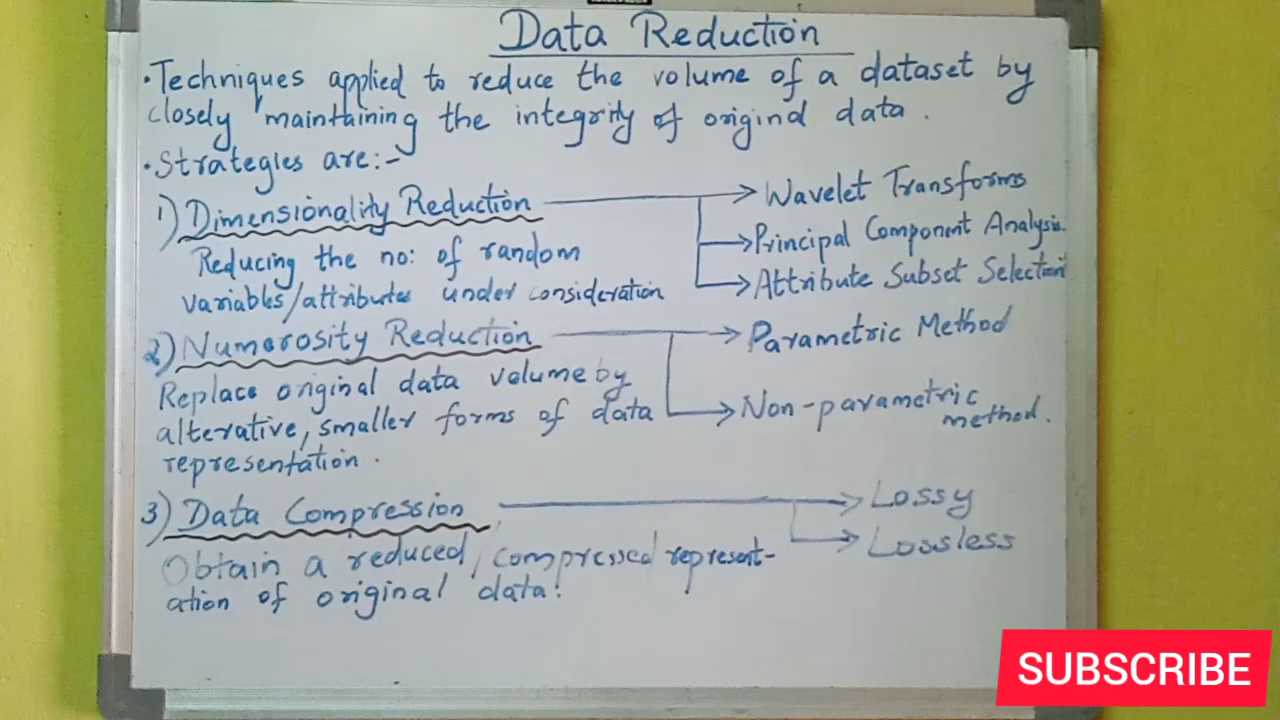 Data Reduction
• Techniques applied to reduce the volume of a dataset by
closely maintaining the integrity of original data.
• Strategies are:-
1) Dimensionality Reduction → Wavelet Transforms
→ Principal Component Analysis.
→ Attribute Subset Selection
Reducing the no: of random
variables/attributes under consideration
2) Numerosity Reduction → Parametric Method
→ Non-parametric
method.
Replace original data volume by
alterative, smaller forms of data
representation.
3) Data Compression → Lossy
→ Lossless
Obtain a reduced/compressed represent-
ation of original data.
SUBSCRIBE